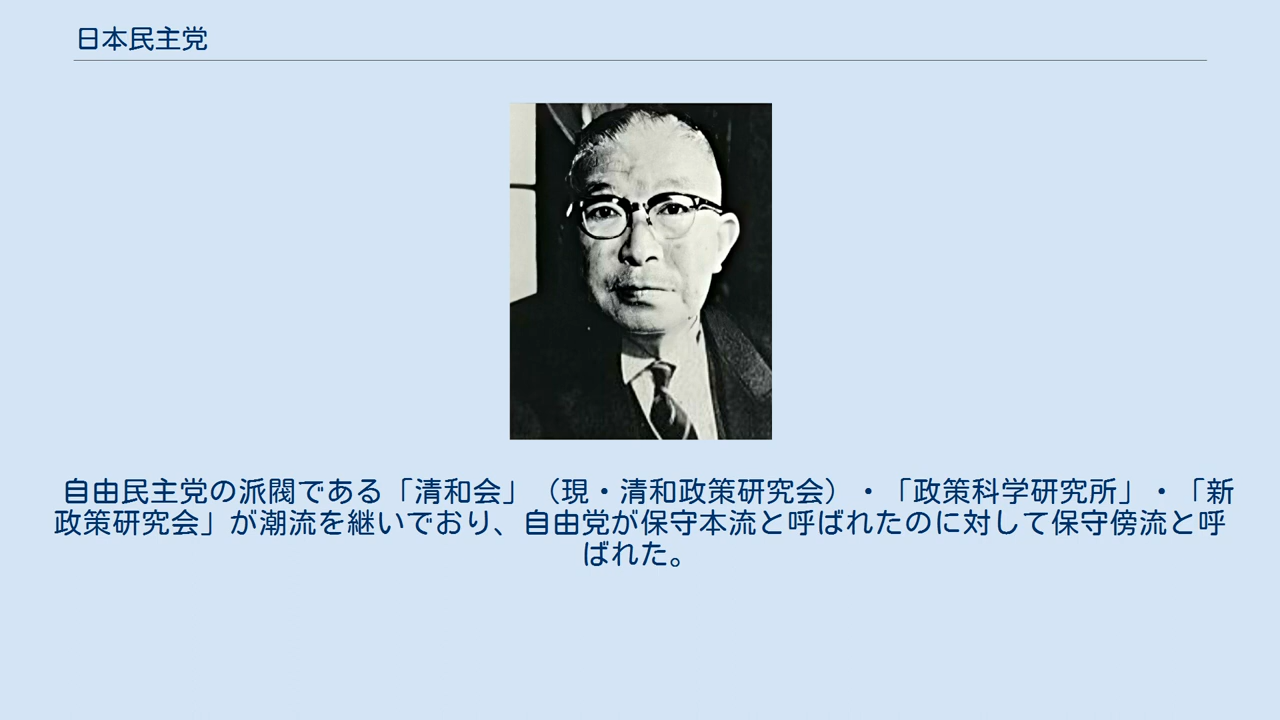 日本民主党
自由民主党の派閥である「清和会」（現・清和政策研究会）・「政策科学研究所」・「新
政策研究会」が潮流を継いでおり、自由党が保守本流と呼ばれたのに対して保守傍流と呼
ばれた。